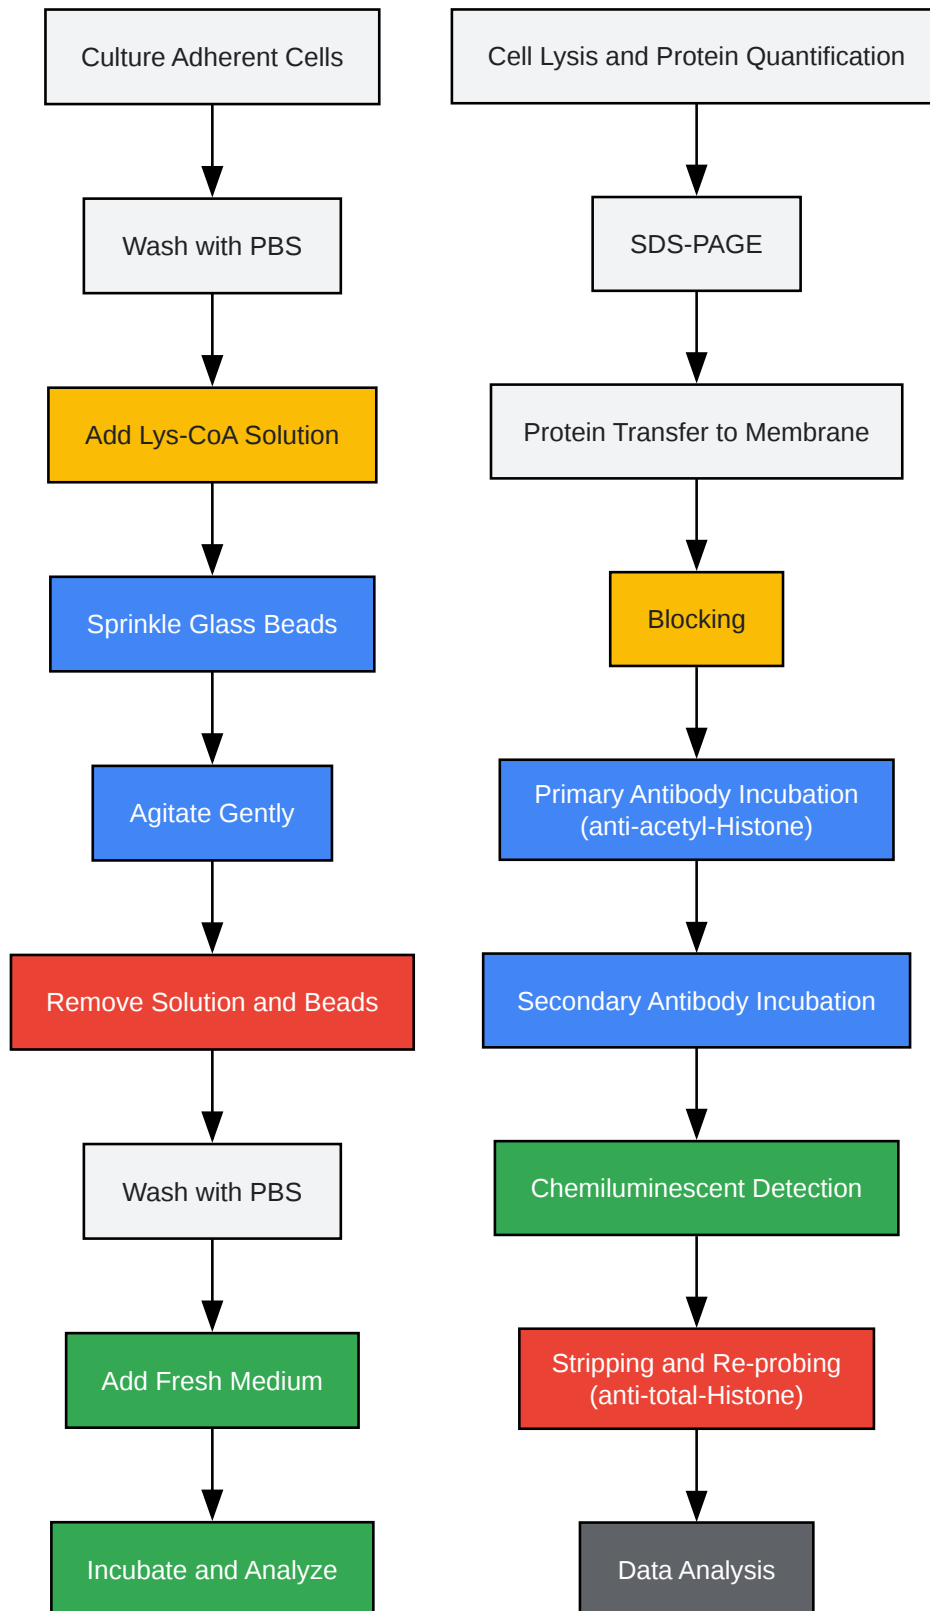 Culture Adherent Cells
Wash with PBS
Add Lys-CoA Solution
Sprinkle Glass Beads
Agitate Gently
Remove Solution and Beads
Wash with PBS
Add Fresh Medium
Incubate and Analyze
Cell Lysis and Protein Quantification
SDS-PAGE
Protein Transfer to Membrane
Blocking
Primary Antibody Incubation
(anti-acetyl-Histone)
Secondary Antibody Incubation
Chemiluminescent Detection
Stripping and Re-probing
(anti-total-Histone)
Data Analysis